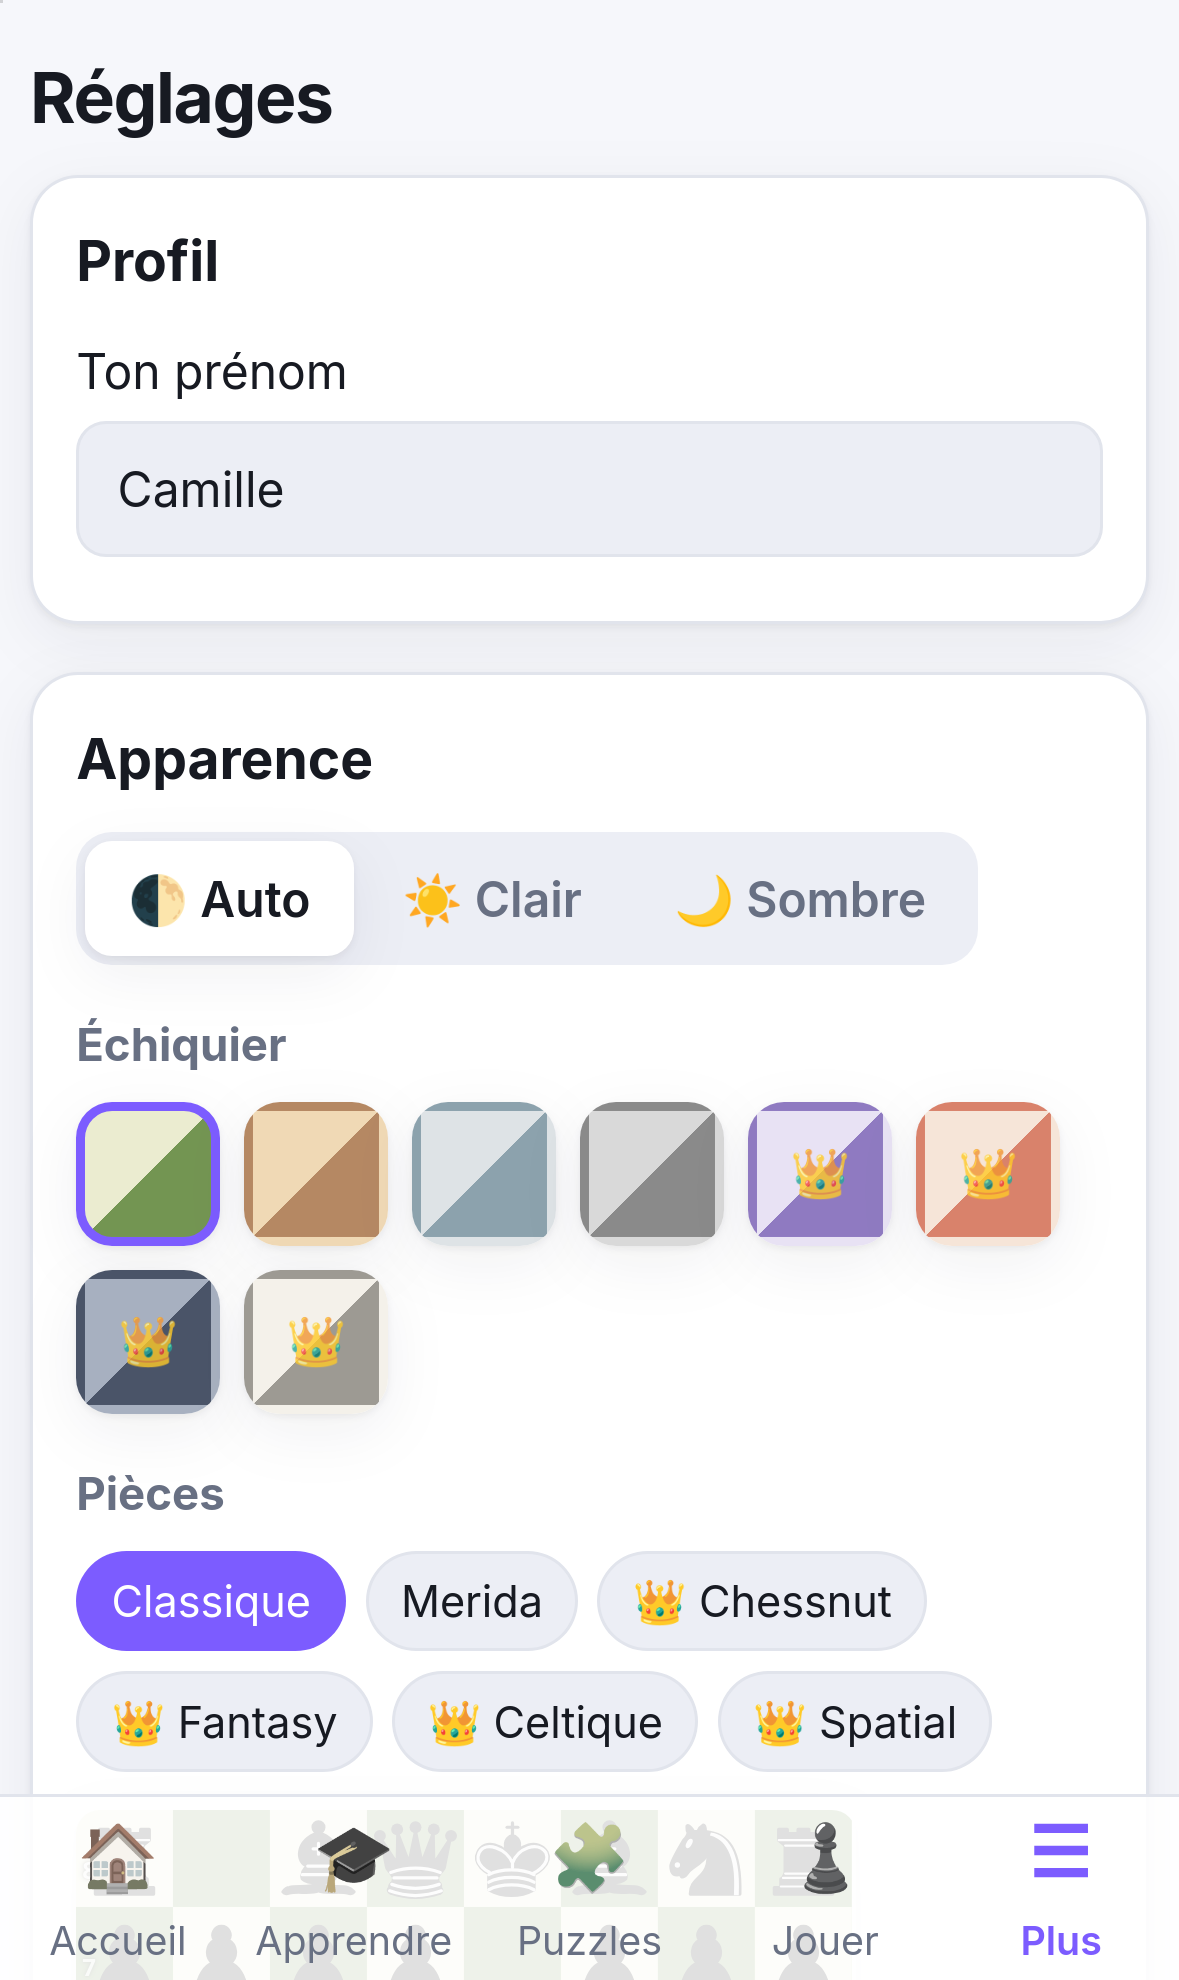 Réglages
Profil
Ton prénom
Camille
Apparence
Auto Clair Sombre
Échiquier
Pièces
Classique Merida Chessnut
Fantasy Celtique Spatial
Accueil Apprendre Puzzles Jouer Plus
7